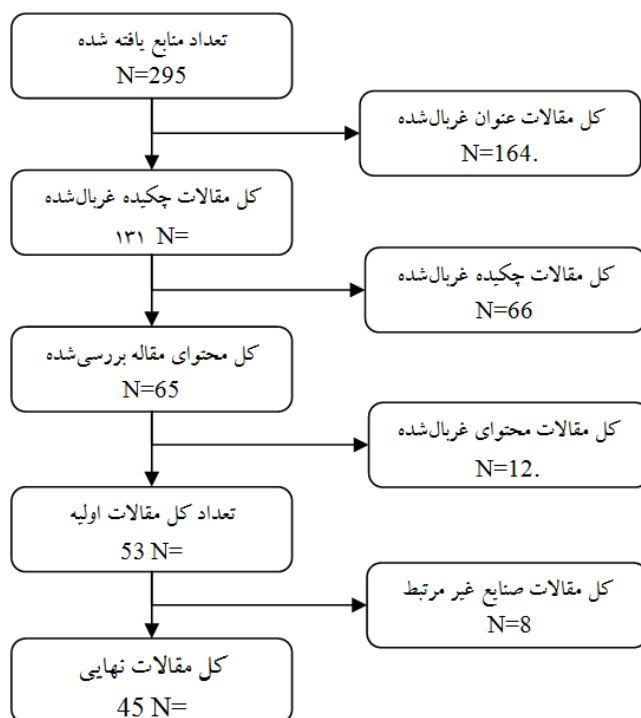 تعداد منابع یافته شده
N=295
کل مقالات عنوان غربال‌شده
N=164.
کل مقالات چکیده غربال‌شده
۱۳۱ N=
کل مقالات چکیده غربال‌شده
N=66
کل محتوای مقاله بررسی‌شده
N=65
کل مقالات محتوای غربال‌شده
N=12.
تعداد کل مقالات اولیه
53 N=
کل مقالات صنایع غیر مرتبط
N=8
کل مقالات نهایی
45 N=